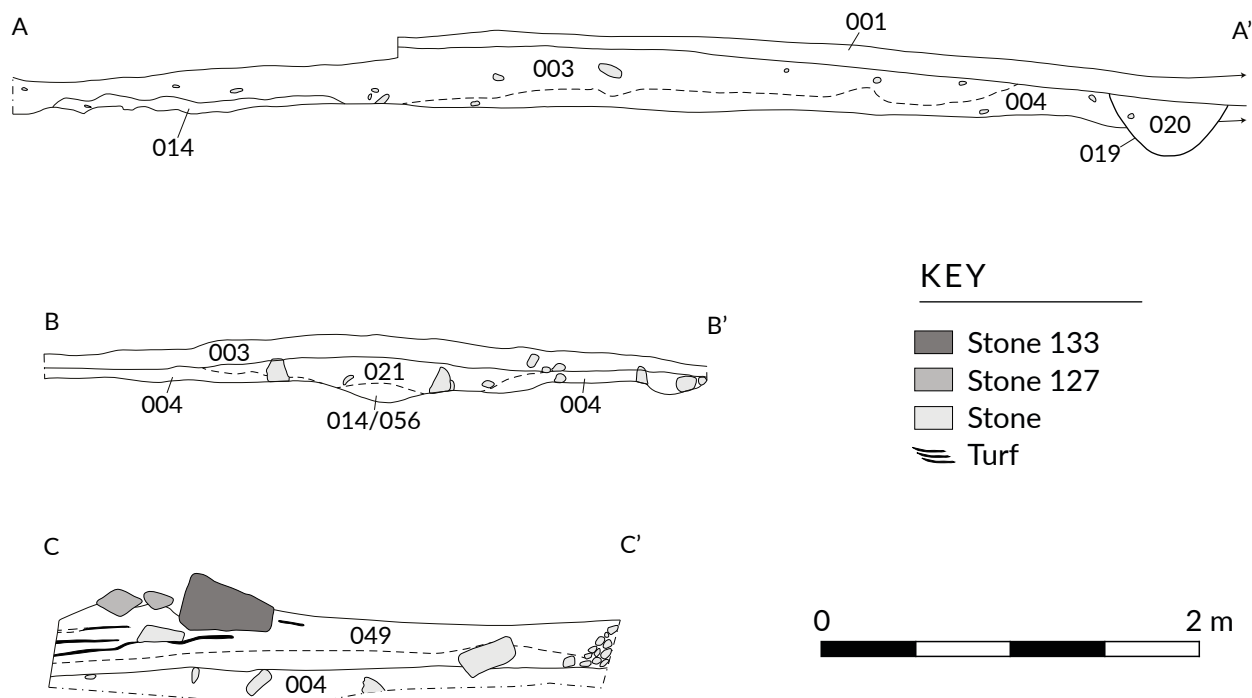 A
A'
001
003
004
014
019
020
B
B'
003
021
004
014/056
004
KEY
Stone 133
Stone 127
Stone
Turf
C
C'
049
004
0 2 m